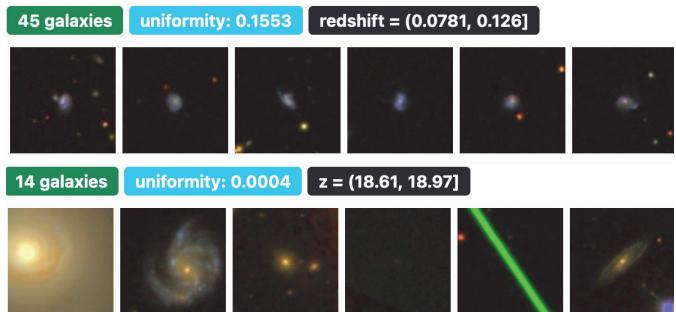 45 galaxies uniformity: 0.1553 redshift = (0.0781, 0.126]
14 galaxies uniformity: 0.0004 z = (18.61, 18.97]